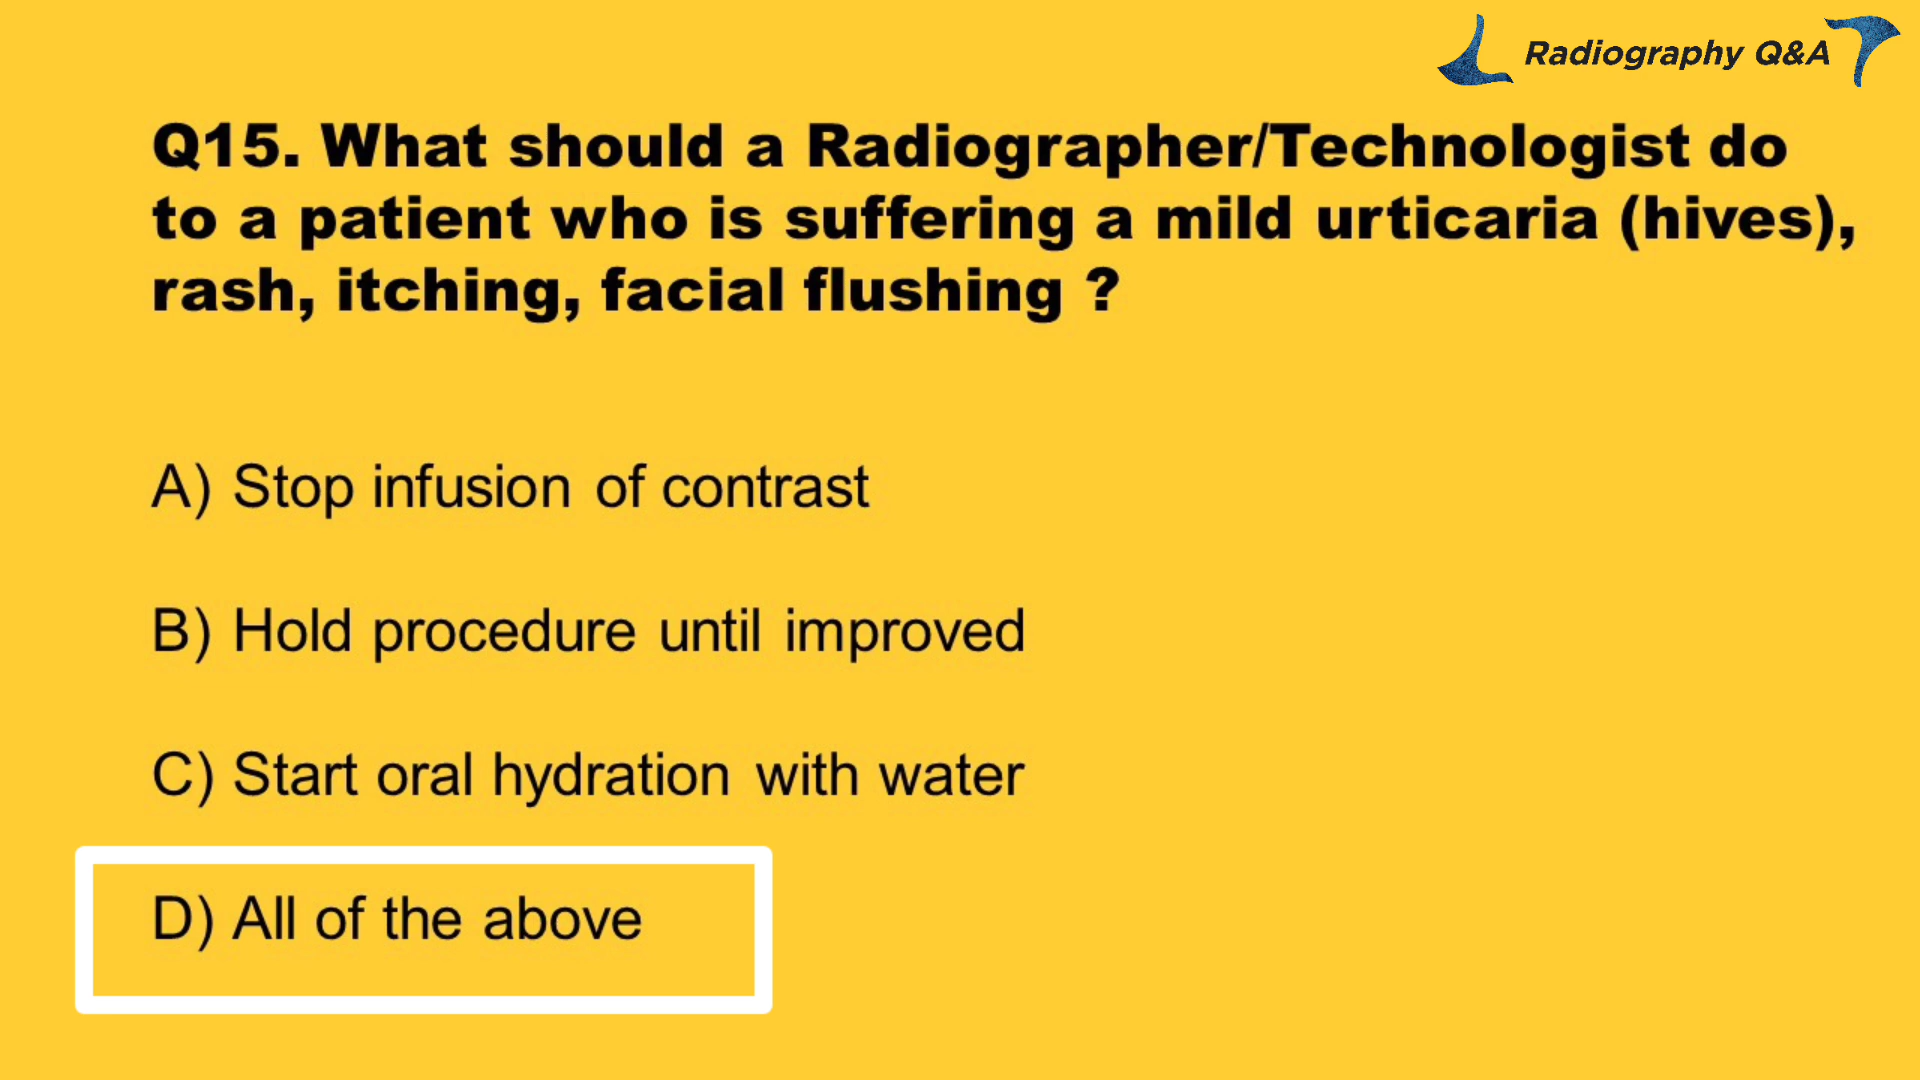 Radiography Q&A
Q15. What should a Radiographer/Technologist do
to a patient who is suffering a mild urticaria (hives),
rash, itching, facial flushing ?
A) Stop infusion of contrast
B) Hold procedure until improved
C) Start oral hydration with water
D) All of the above